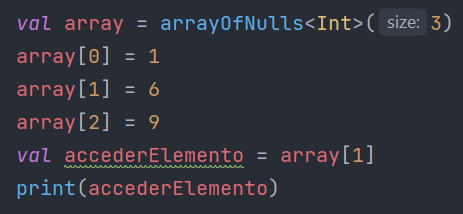 val array = arrayOfNulls<Int>( size: 3)
array[0] = 1
array[1] = 6
array[2] = 9
val accederElemento = array[1]
print(accederElemento)